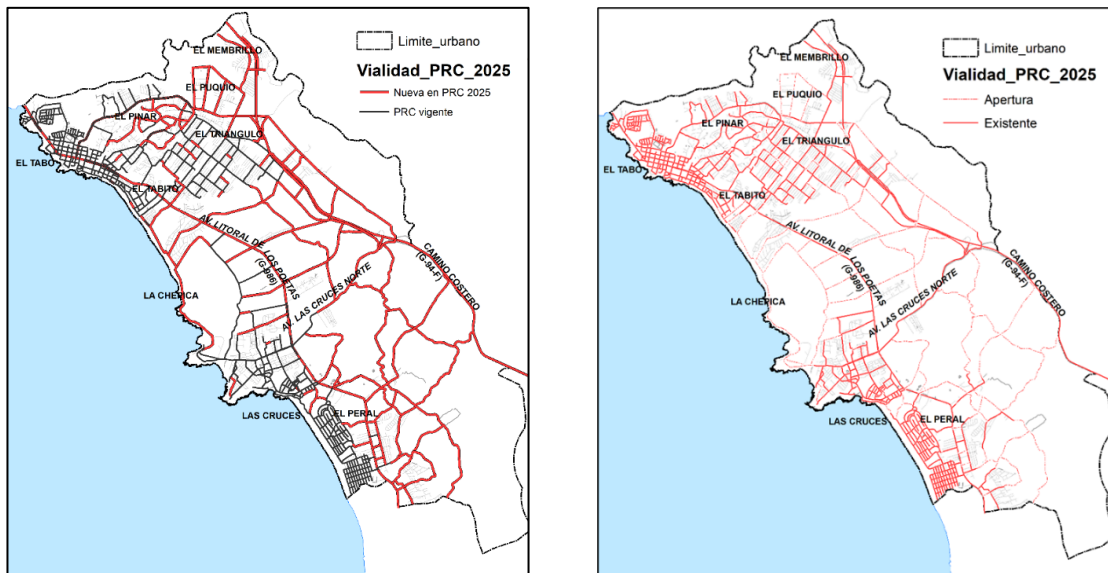 Limite_urbano
Vialidad_PRC_2025
Nueva en PRC 2025
PRC vigente
EL MEMBRILLO
EL PUQUIO
EL PINAR
EL TRIANGULO
EL TABO
EL TABITO
AV. LITORAL DE LOS POETAS
(G-986)
CAMINO COSTERO
(G-94-F)
LA CHEPICA
AV. LAS CRUCES NORTE
LAS CRUCES
EL PERAL
Limite_urbano
Vialidad_PRC_2025
Apertura
Existente
EL MEMBRILLO
EL PUQUIO
EL PINAR
EL TRIANGULO
EL TABO
EL TABITO
AV. LITORAL DE LOS POETAS
(G-986)
CAMINO COSTERO
(G-94-F)
LA CHEPICA
AV. LAS CRUCES NORTE
LAS CRUCES
EL PERAL